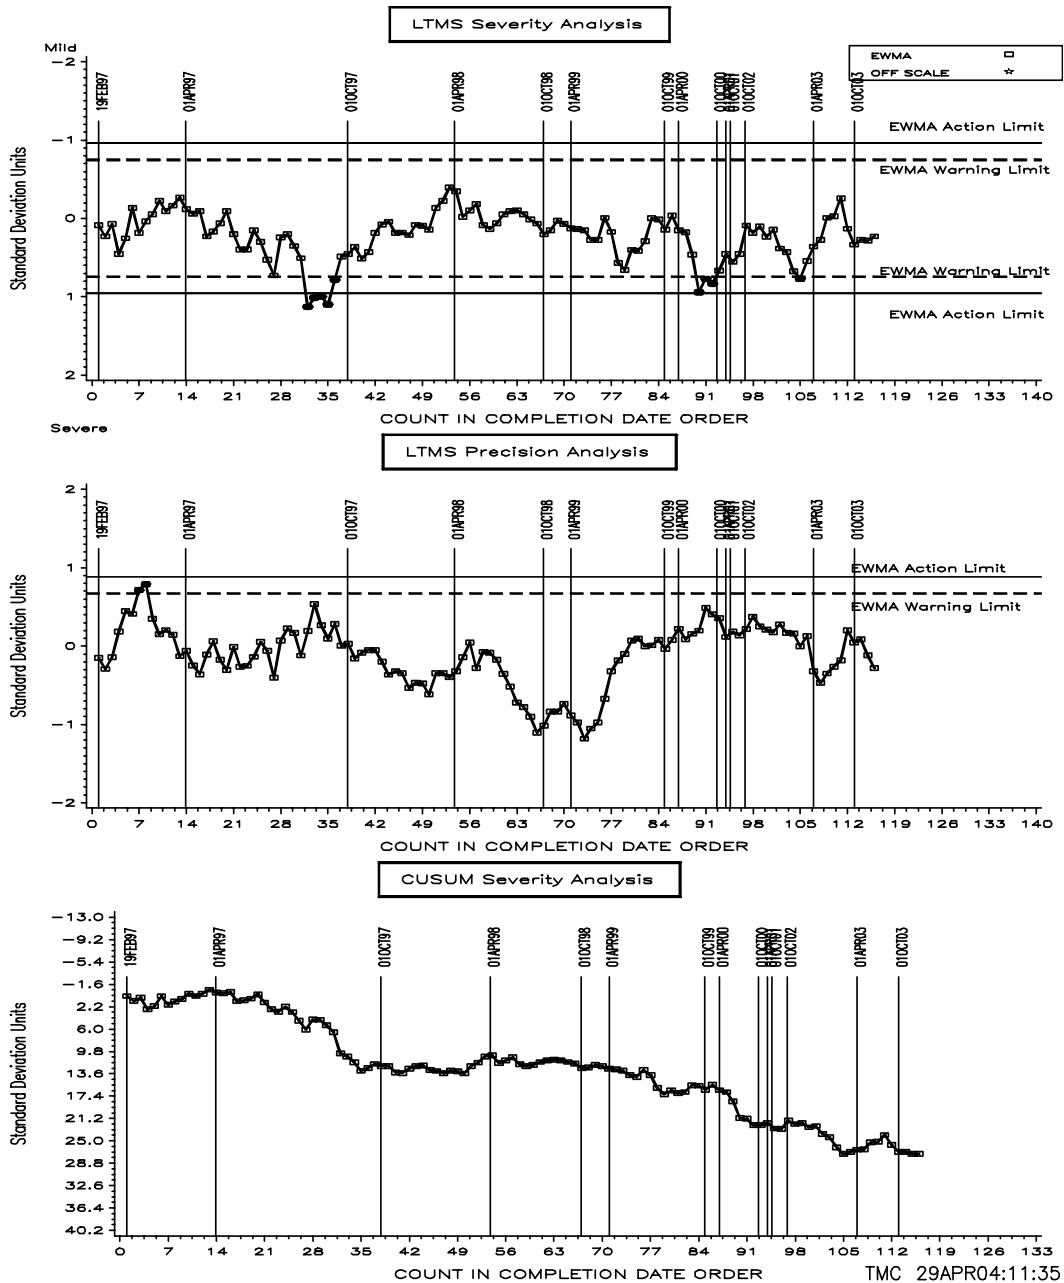 LTMS Severity Analysis
Mild
EWMA
OFF SCALE
19FEB97 01APR97 01OCT97 01APR98 01OCT98 01APR99 01OCT99 01APR00 01OCT00 01OCT01 01OCT02 01APR03 01OCT03
Standard Deviation Units
-2
-1
0
1
2
EWMA Action Limit
EWMA Warning Limit
EWMA Warning Limit
EWMA Action Limit
0 7 14 21 28 35 42 49 56 63 70 77 84 91 98 105 112 119 126 133 140
COUNT IN COMPLETION DATE ORDER
Severe
LTMS Precision Analysis
19FEB97 01APR97 01OCT97 01APR98 01OCT98 01APR99 01OCT99 01APR00 01OCT00 01OCT01 01OCT02 01APR03 01OCT03
Standard Deviation Units
2
1
0
-1
-2
EWMA Action Limit
EWMA Warning Limit
0 7 14 21 28 35 42 49 56 63 70 77 84 91 98 105 112 119 126 133 140
COUNT IN COMPLETION DATE ORDER
CUSUM Severity Analysis
19FEB97 01APR97 01OCT97 01APR98 01OCT98 01APR99 01OCT99 01APR00 01OCT00 01OCT01 01OCT02 01APR03 01OCT03
Standard Deviation Units
-13.0
-9.2
-5.4
-1.6
2.2
6.0
9.8
13.6
17.4
21.2
25.0
28.8
32.6
36.4
40.2
0 7 14 21 28 35 42 49 56 63 70 77 84 91 98 105 112 119 126 133
COUNT IN COMPLETION DATE ORDER
TMC 29APR04:11:35